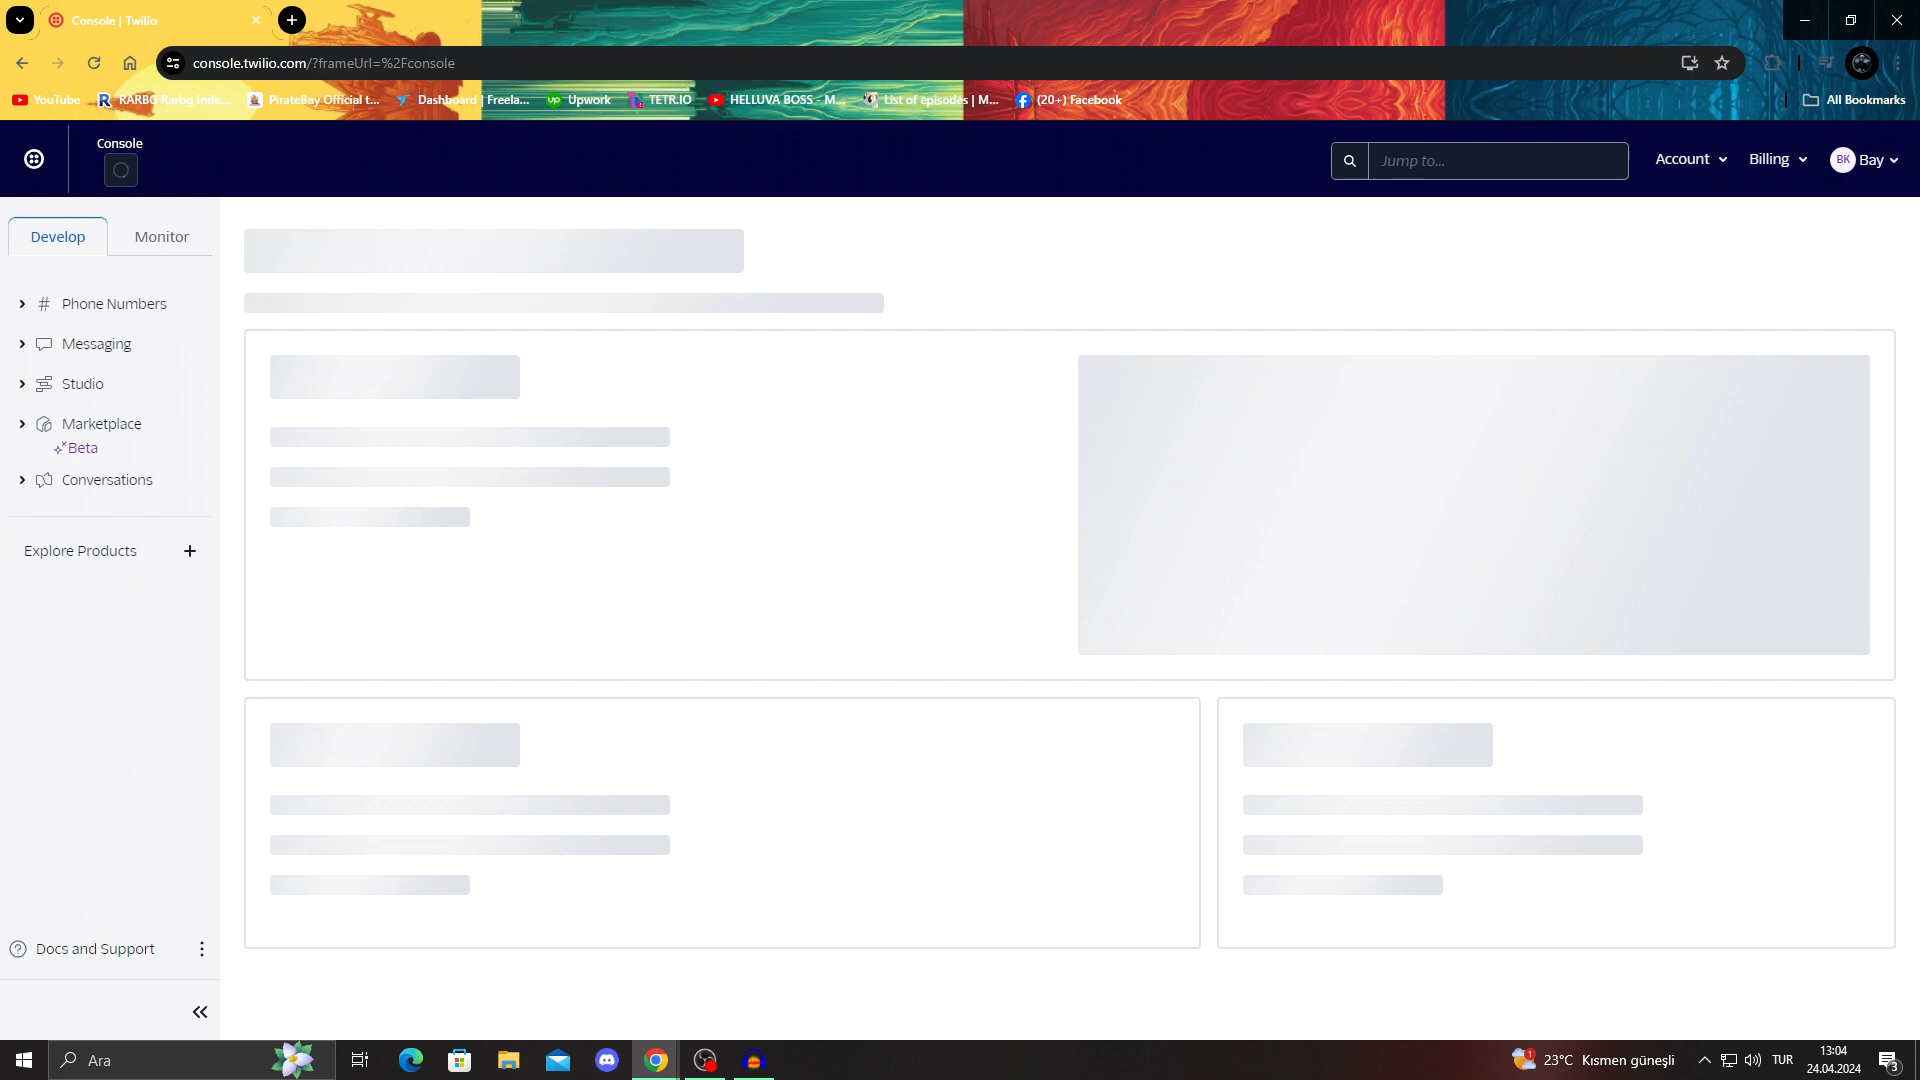 Console | Twilio
console.twilio.com/?frameUrl=%2Fconsole
YouTube
RARBG Rarbg Inde...
PirateBay Official t...
Dashboard | Freela...
Upwork
TETR.IO
HELLUVA BOSS - M...
List of episodes | M...
(20+) Facebook
All Bookmarks
Console
Jump to...
Account
Billing
BK
Bay
Develop
Monitor
Phone Numbers
Messaging
Studio
Marketplace
Beta
Conversations
Explore Products
Docs and Support
Ara
1
23°C Kısmen güneşli
TUR
13:04
24.04.2024
3